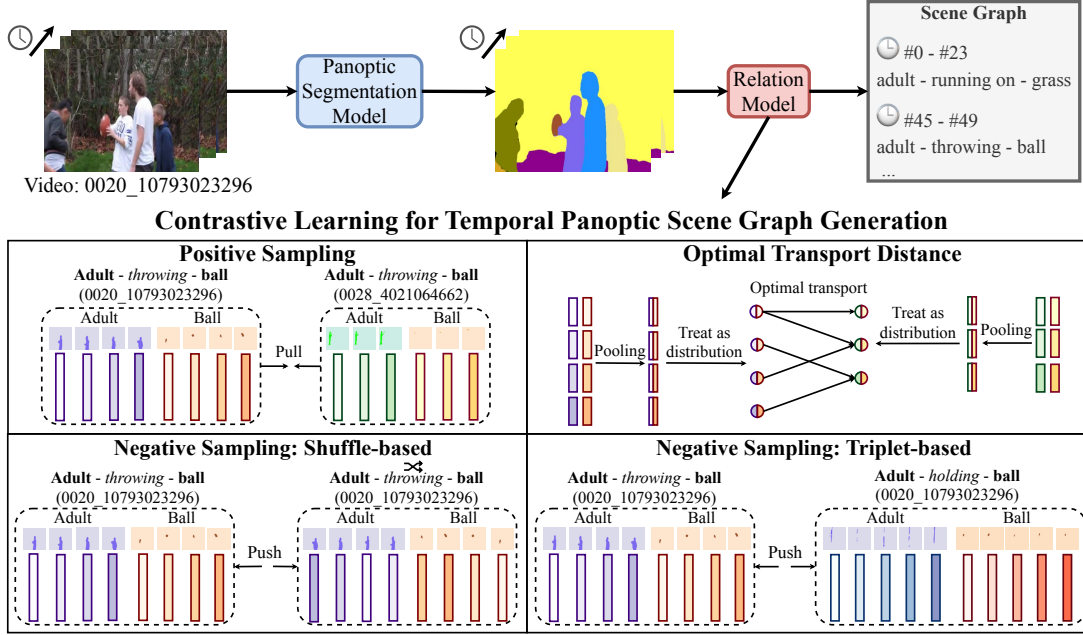 Panoptic
Segmentation
Model
Relation
Model
Scene Graph
#0 - #23
adult - running on - grass
#45 - #49
adult - throwing - ball
...
Video: 0020_10793023296
Contrastive Learning for Temporal Panoptic Scene Graph Generation
Positive Sampling
Adult - throwing - ball
(0020_10793023296)
Adult
Ball
Pull
Adult - throwing - ball
(0028_4021064662)
Adult
Ball
Optimal Transport Distance
Pooling
Treat as
distribution
Optimal transport
Treat as
distribution
Pooling
Negative Sampling: Shuffle-based
Adult - throwing - ball
(0020_10793023296)
Adult
Ball
Push
Adult - throwing - ball
(0020_10793023296)
Adult
Ball
Negative Sampling: Triplet-based
Adult - throwing - ball
(0020_10793023296)
Adult
Ball
Push
Adult - holding - ball
(0020_10793023296)
Adult
Ball